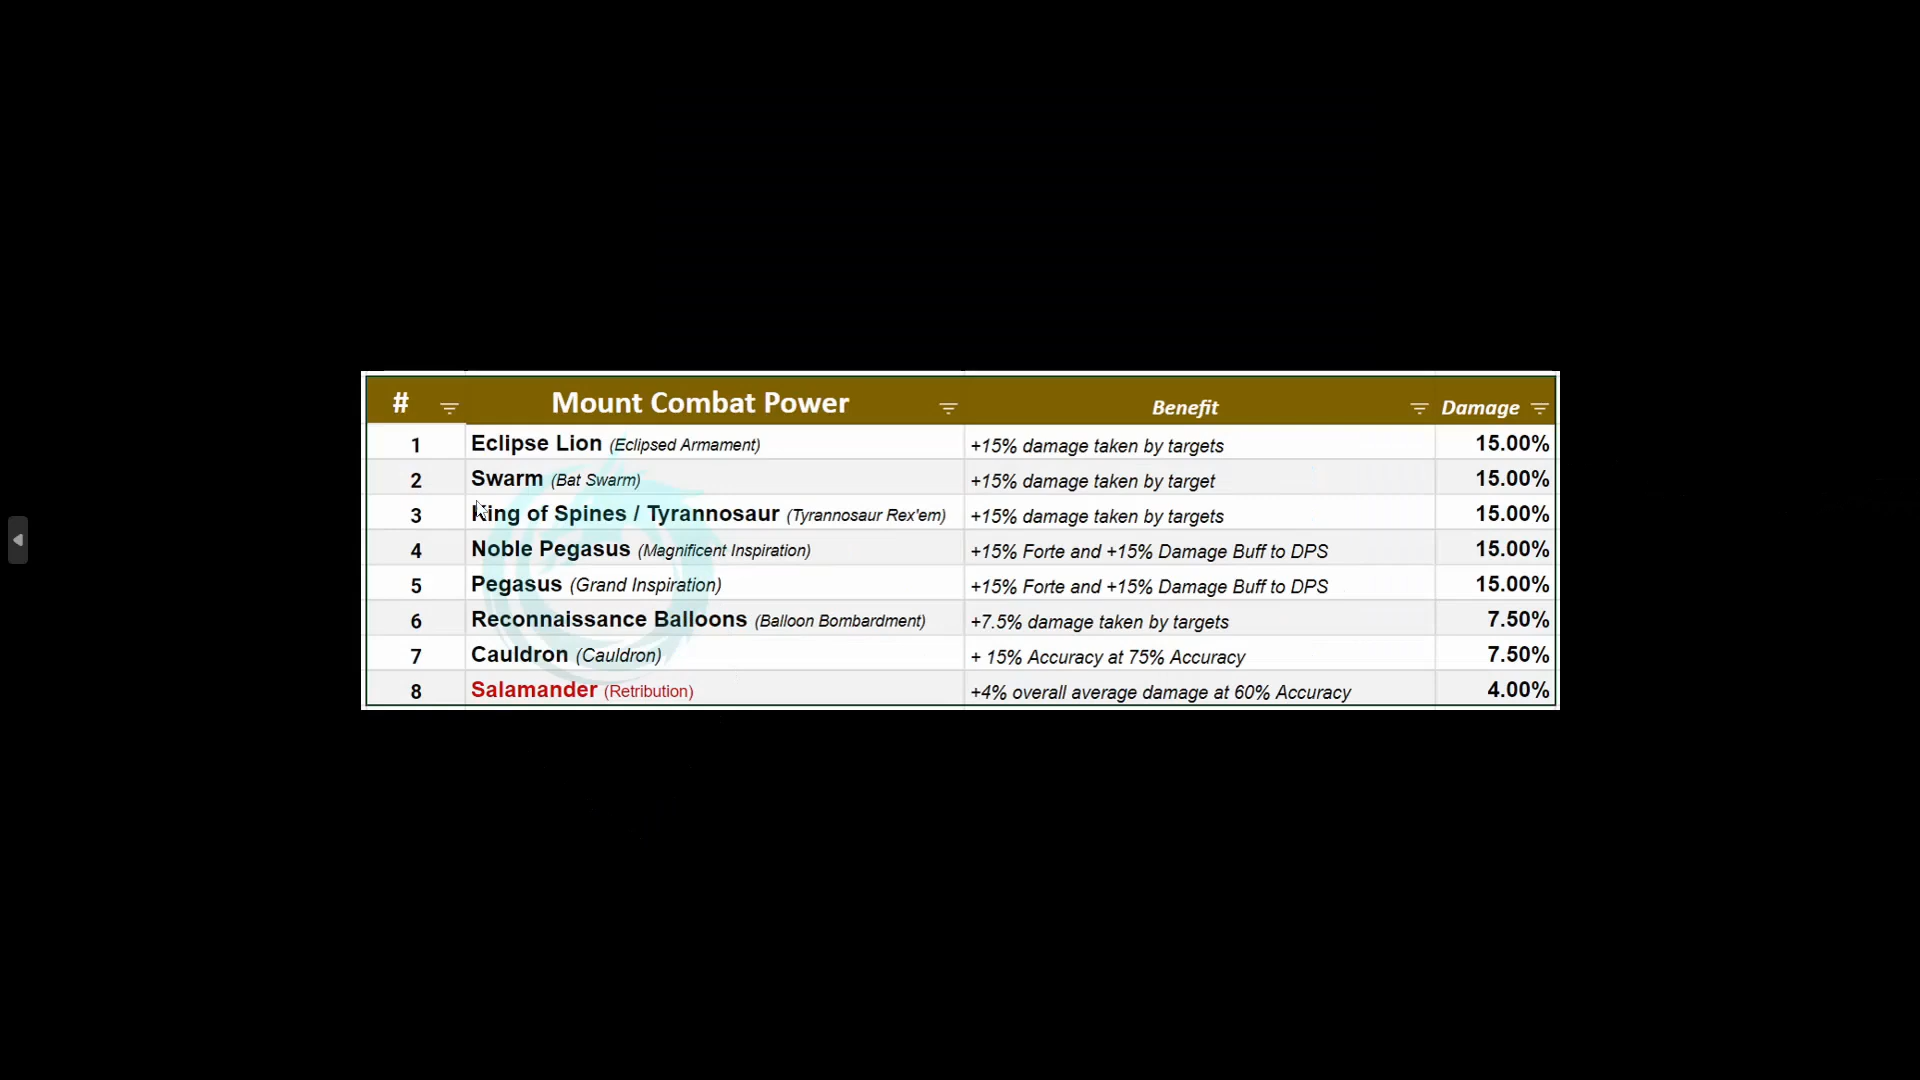 # Mount Combat Power Benefit Damage
1 Eclipse Lion (Eclipsed Armament) +15% damage taken by targets 15.00%
2 Swarm (Bat Swarm) +15% damage taken by target 15.00%
3 King of Spines / Tyrannosaur (Tyrannosaur Rex'em) +15% damage taken by targets 15.00%
4 Noble Pegasus (Magnificent Inspiration) +15% Forte and +15% Damage Buff to DPS 15.00%
5 Pegasus (Grand Inspiration) +15% Forte and +15% Damage Buff to DPS 15.00%
6 Reconnaissance Balloons (Balloon Bombardment) +7.5% damage taken by targets 7.50%
7 Cauldron (Cauldron) + 15% Accuracy at 75% Accuracy 7.50%
8 Salamander (Retribution) +4% overall average damage at 60% Accuracy 4.00%